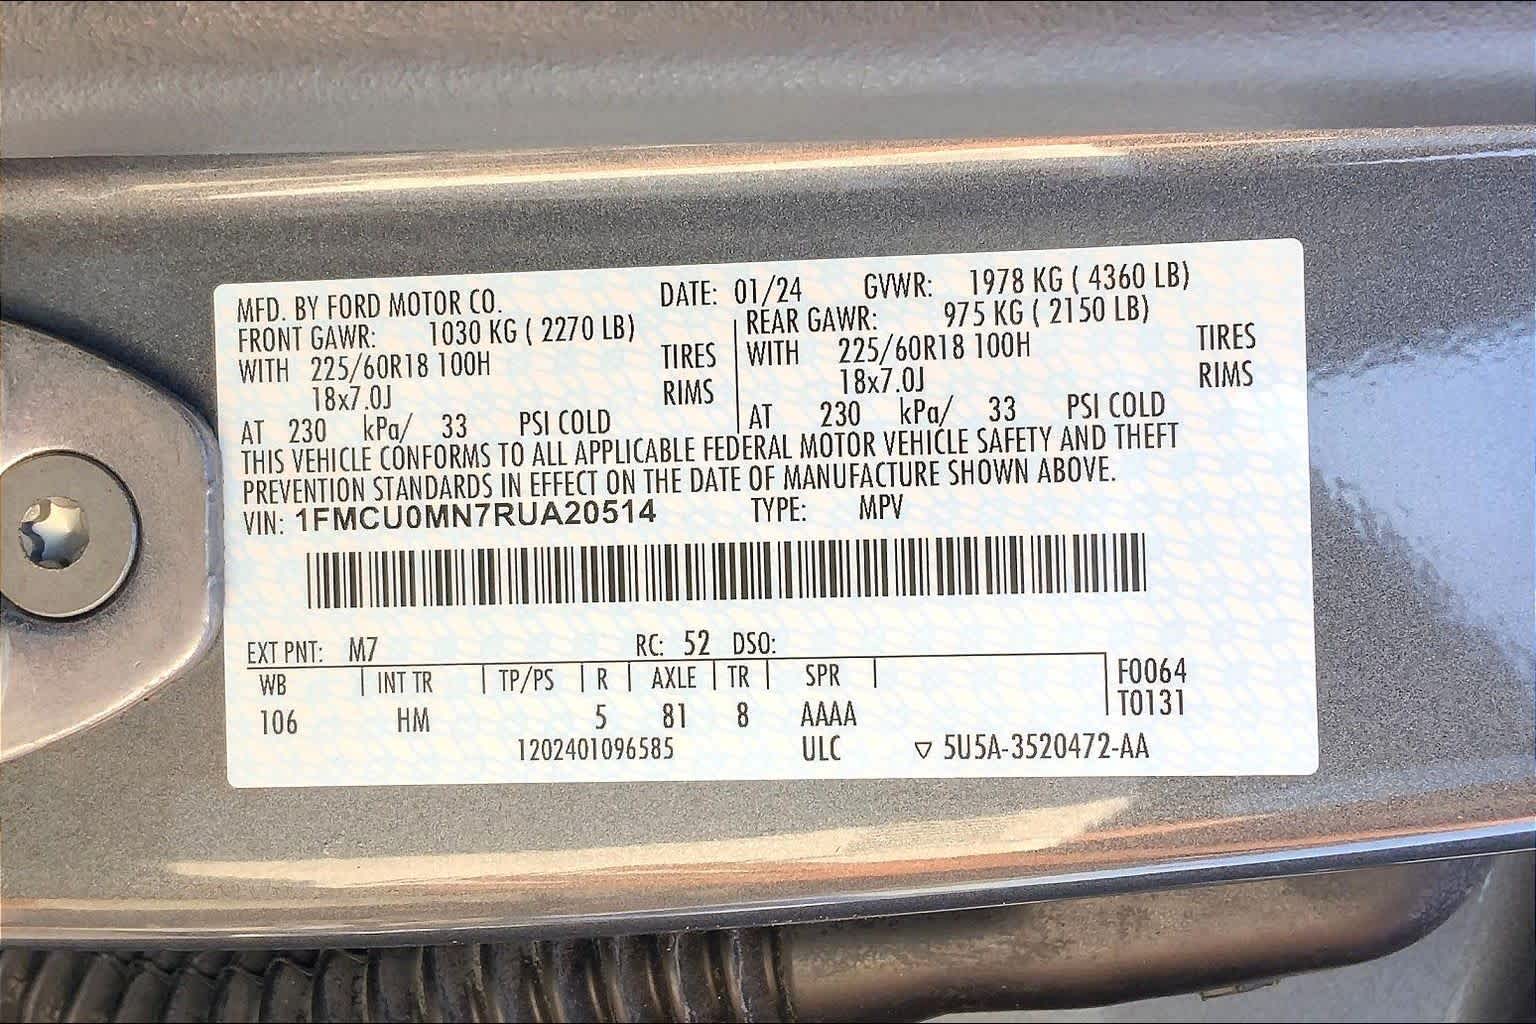 MFD. BY FORD MOTOR CO. DATE: 01/24 GVWR: 1978 KG ( 4360 LB)
FRONT GAWR: 1030 KG ( 2270 LB) REAR GAWR: 975 KG ( 2150 LB)
WITH 225/60R18 100H TIRES WITH 225/60R18 100H TIRES
18x7.0J RIMS 18x7.0J RIMS
AT 230 kPa/ 33 PSI COLD AT 230 kPa/ 33 PSI COLD
THIS VEHICLE CONFORMS TO ALL APPLICABLE FEDERAL MOTOR VEHICLE SAFETY AND THEFT
PREVENTION STANDARDS IN EFFECT ON THE DATE OF MANUFACTURE SHOWN ABOVE.
VIN: 1FMCU0MN7RUA20514 TYPE: MPV
EXT PNT: M7 RC: 52 DSO:
WB INT TR TP/PS R AXLE TR SPR F0064
106 HM 5 81 8 AAAA T0131
1202401096585 ULC ▽ 5U5A-3520472-AA